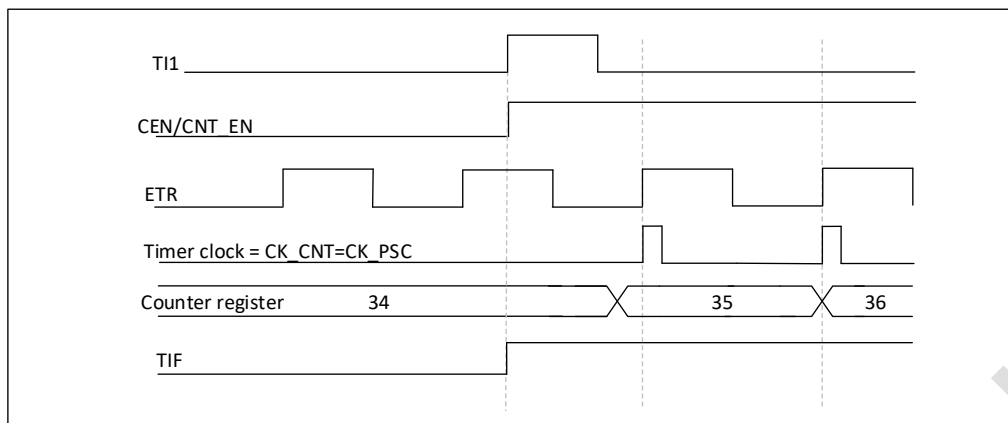 TI1
CEN/CNT_EN
ETR
Timer clock = CK_CNT=CK_PSC
Counter register 34 35 36
TIF